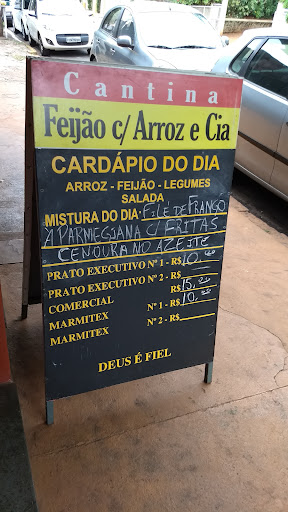 Cantina
Feijão c/ Arroz e Cia
CARDÁPIO DO DIA
ARROZ - FEIJÃO - LEGUMES
SALADA
MISTURA DO DIA - FILE DE FRANGO
A PARMEGIANA C/ FRITAS
CENOURA NO AZEITE
PRATO EXECUTIVO Nº 1 - R$ 10.00
PRATO EXECUTIVO Nº 2 - R$
COMERCIAL R$ 15.00
MARMITEX Nº 1 - R$ 10.00
MARMITEX Nº 2 - R$
DEUS É FIEL